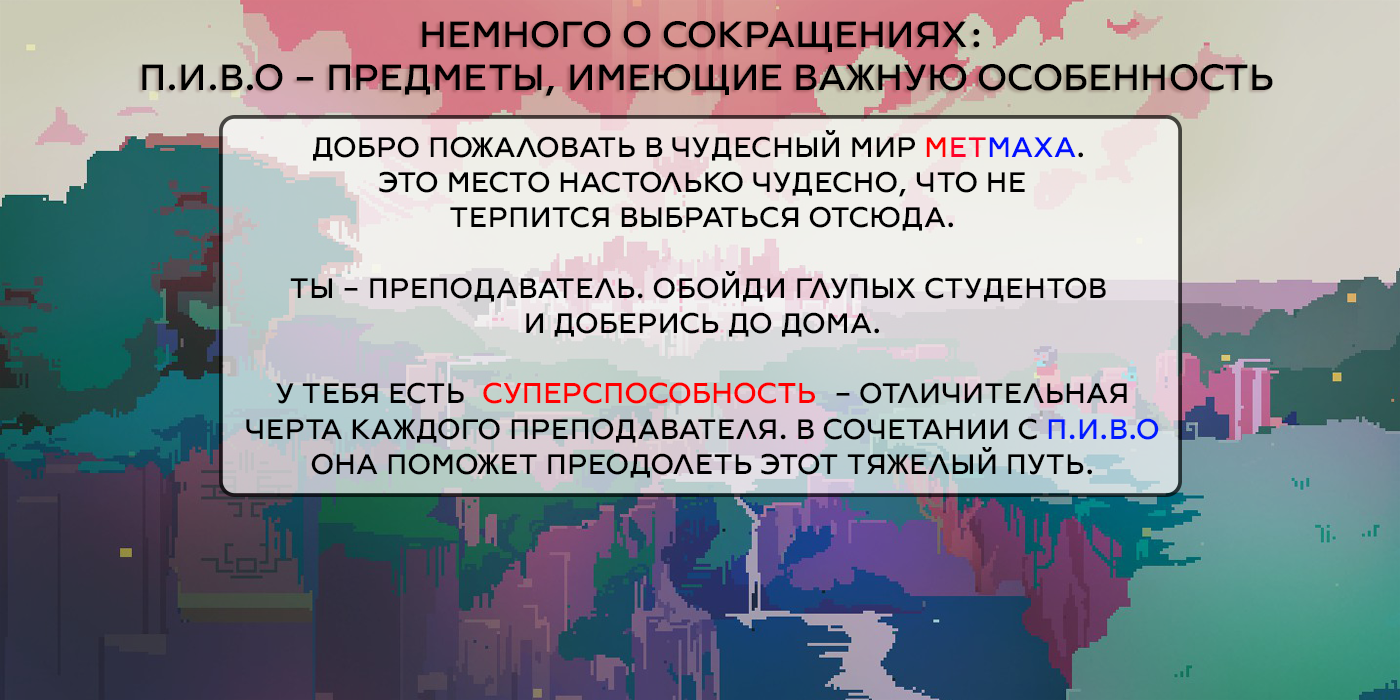 НЕМНОГО О СОКРАЩЕНИЯХ:
П.И.В.О – ПРЕДМЕТЫ, ИМЕЮЩИЕ ВАЖНУЮ ОСОБЕННОСТЬ
ДОБРО ПОЖАЛОВАТЬ В ЧУДЕСНЫЙ МИР МЕТМАХА.
ЭТО МЕСТО НАСТОЛЬКО ЧУДЕСНО, ЧТО НЕ
ТЕРПИТСЯ ВЫБРАТЬСЯ ОТСЮДА.
ТЫ – ПРЕПОДАВАТЕЛЬ. ОБОЙДИ ГЛУПЫХ СТУДЕНТОВ
И ДОБЕРИСЬ ДО ДОМА.
У ТЕБЯ ЕСТЬ СУПЕРСПОСОБНОСТЬ – ОТЛИЧИТЕЛЬНАЯ
ЧЕРТА КАЖДОГО ПРЕПОДАВАТЕЛЯ. В СОЧЕТАНИИ С П.И.В.О
ОНА ПОМОЖЕТ ПРЕОДОЛЕТЬ ЭТОТ ТЯЖЕЛЫЙ ПУТЬ.